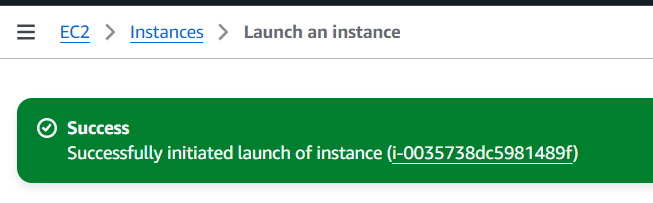 EC2 > Instances > Launch an instance
Success
Successfully initiated launch of instance (i-0035738dc5981489f)